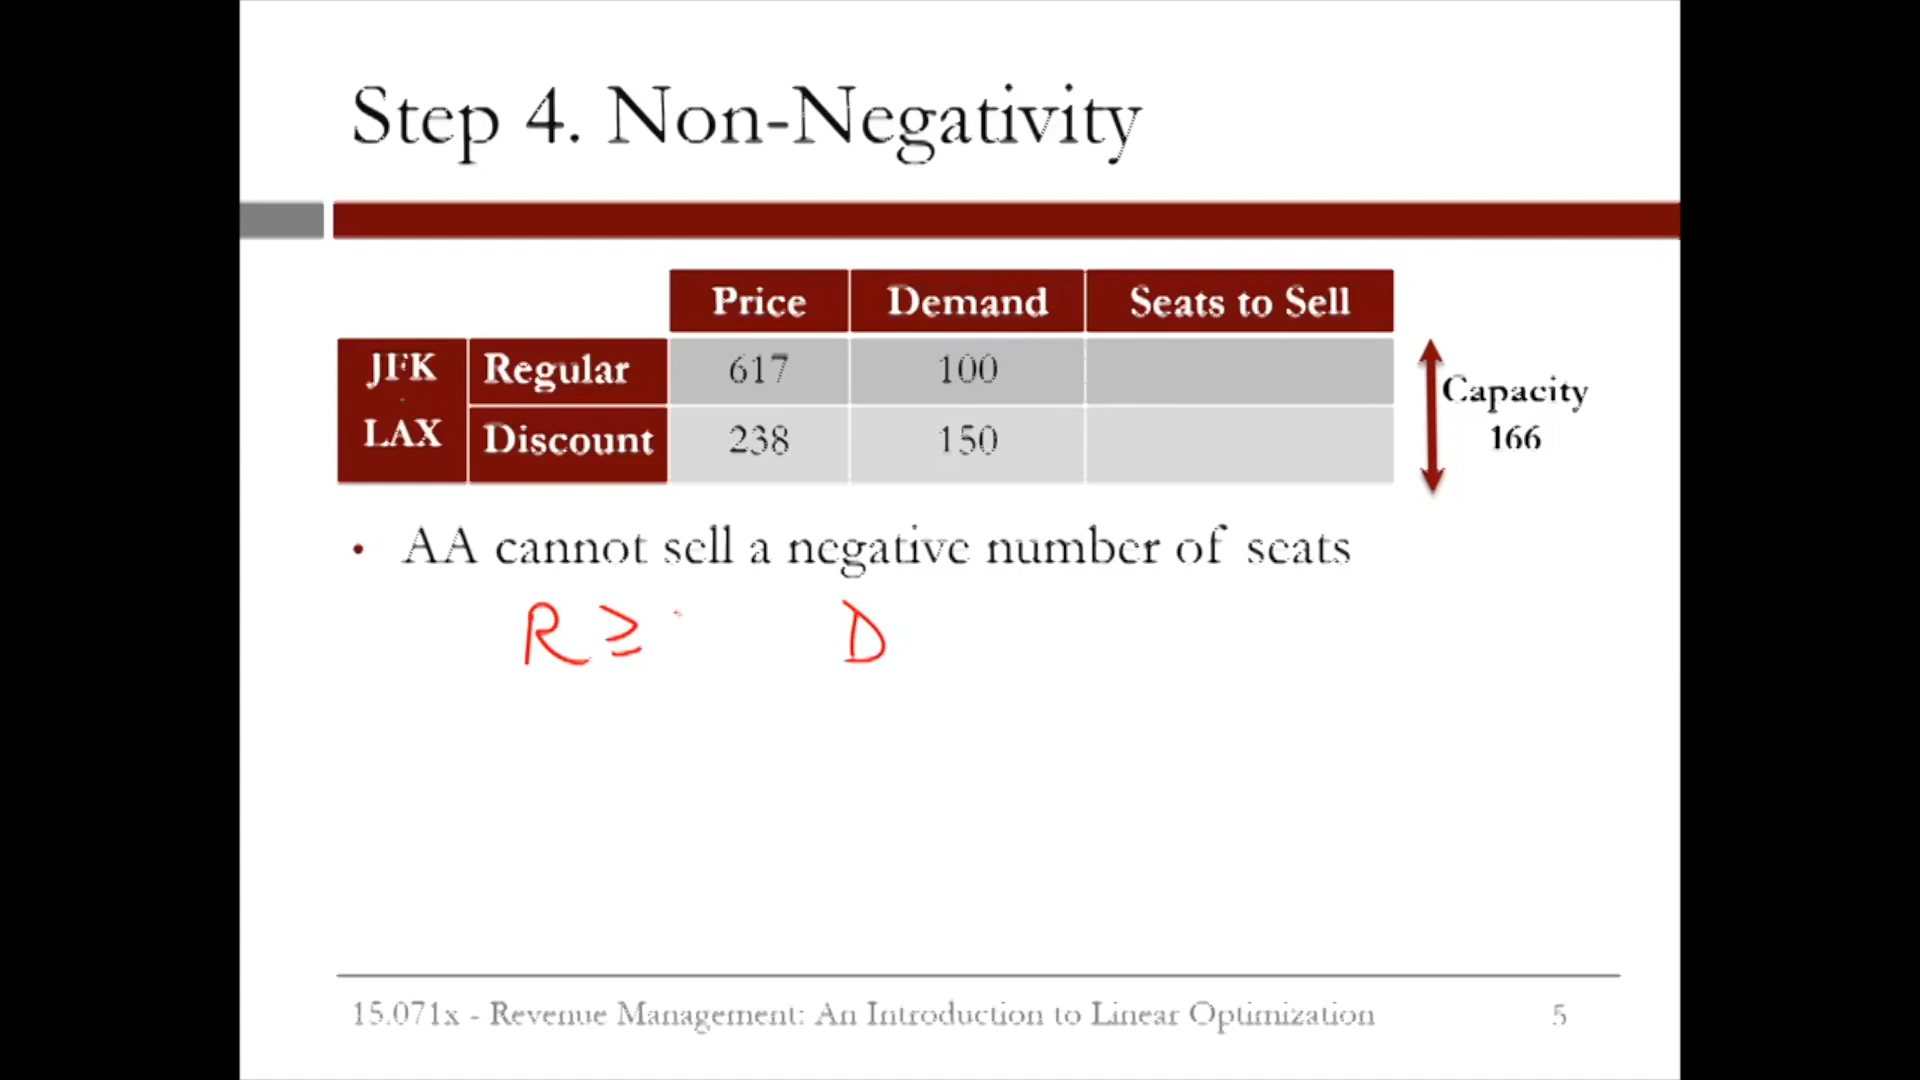 Step 4. Non-Negativity
Price Demand Seats to Sell
JFK Regular 617 100
LAX Discount 238 150
Capacity
166
• AA cannot sell a negative number of seats
R ≥ D
15.071x - Revenue Management: An Introduction to Linear Optimization 5